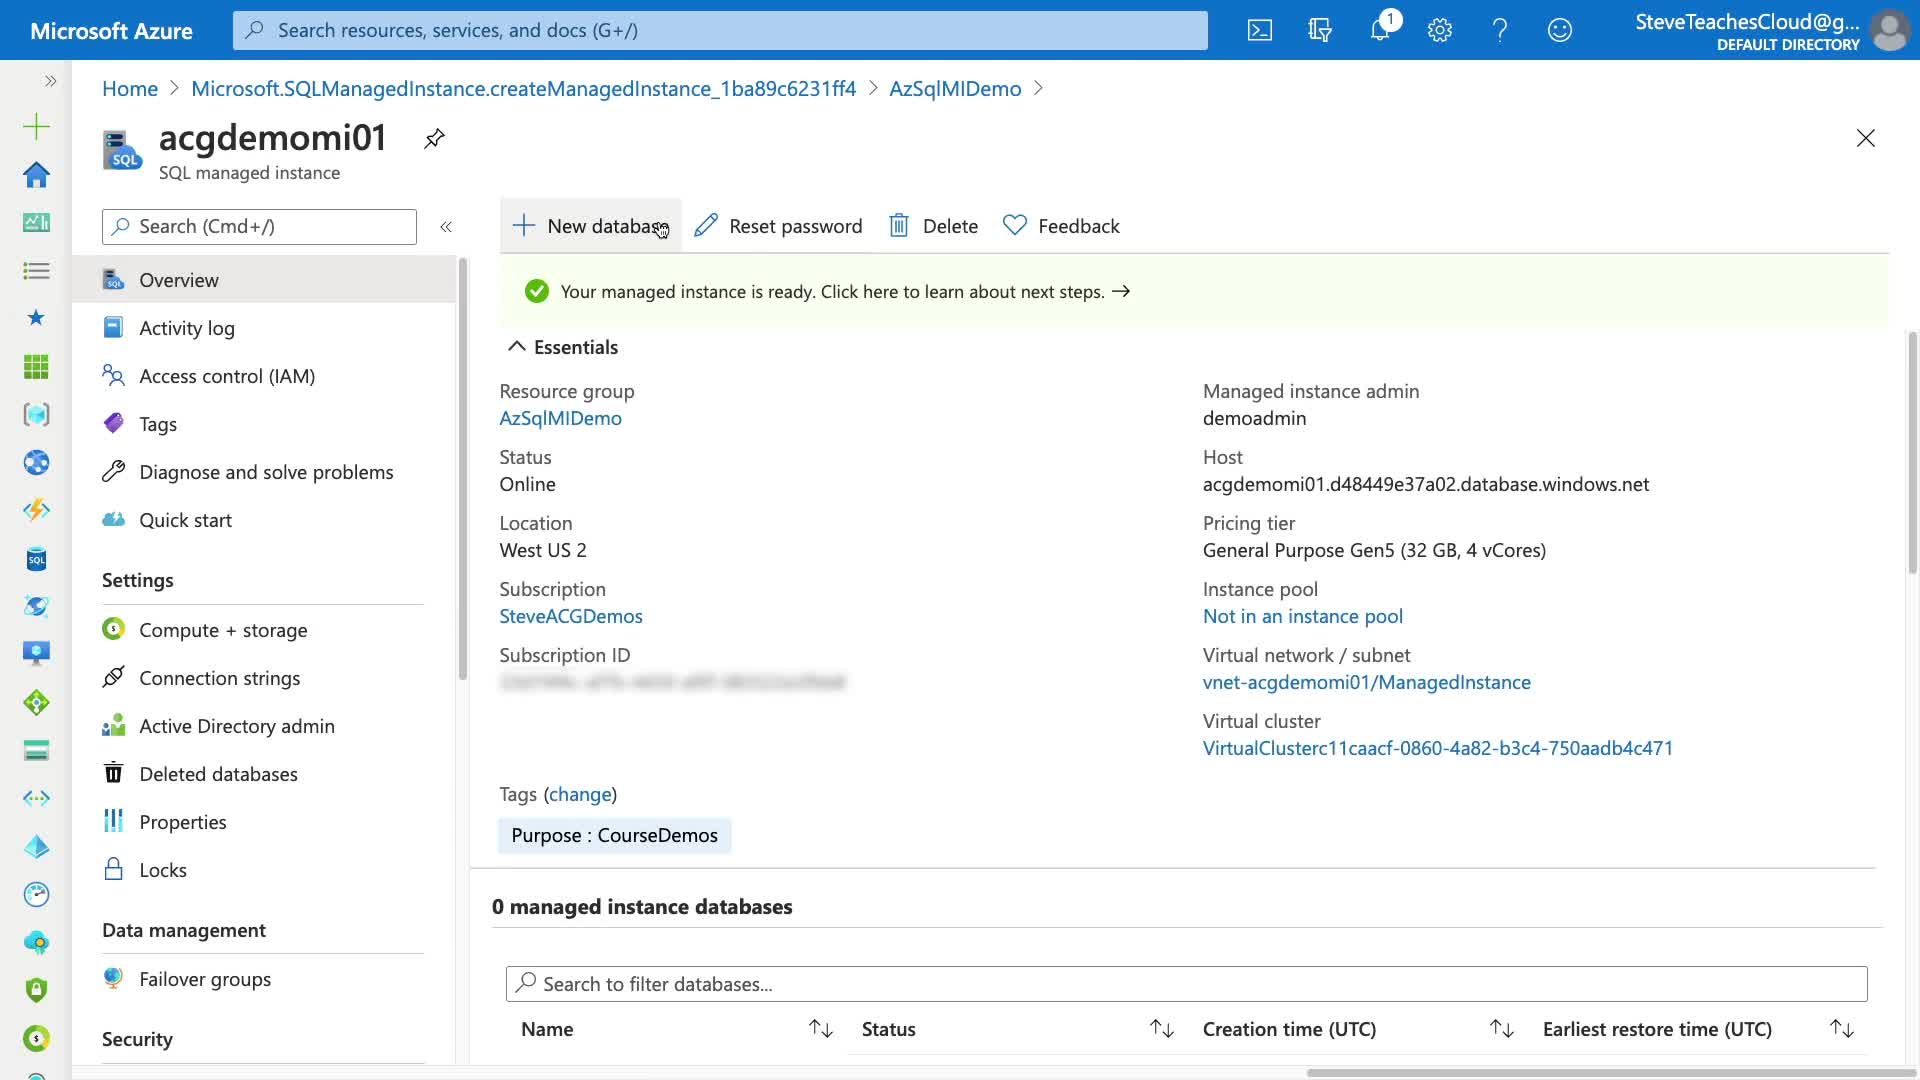 Microsoft Azure
Search resources, services, and docs (G+/)
1
SteveTeachesCloud@g...
DEFAULT DIRECTORY
Home > Microsoft.SQLManagedInstance.createManagedInstance_1ba89c6231ff4 > AzSqlMIDemo >
acgdemomi01
SQL managed instance
Search (Cmd+/)
Overview
Activity log
Access control (IAM)
Tags
Diagnose and solve problems
Quick start
Settings
Compute + storage
Connection strings
Active Directory admin
Deleted databases
Properties
Locks
Data management
Failover groups
Security
New database
Reset password
Delete
Feedback
Your managed instance is ready. Click here to learn about next steps. →
Essentials
Resource group
AzSqlMIDemo
Status
Online
Location
West US 2
Subscription
SteveACGDemos
Subscription ID
Managed instance admin
demoadmin
Host
acgdemomi01.d48449e37a02.database.windows.net
Pricing tier
General Purpose Gen5 (32 GB, 4 vCores)
Instance pool
Not in an instance pool
Virtual network / subnet
vnet-acgdemomi01/ManagedInstance
Virtual cluster
VirtualClusterc11caacf-0860-4a82-b3c4-750aadb4c471
Tags (change)
Purpose : CourseDemos
0 managed instance databases
Search to filter databases...
Name
Status
Creation time (UTC)
Earliest restore time (UTC)